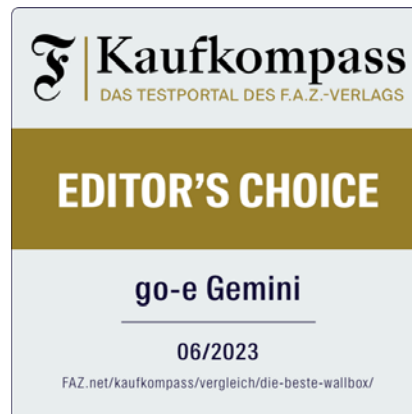 F Kaufkompass
DAS TESTPORTAL DES F.A.Z.-VERLAGS
EDITOR'S CHOICE
go-e Gemini
06/2023
FAZ.net/kaufkompass/vergleich/die-beste-wallbox/